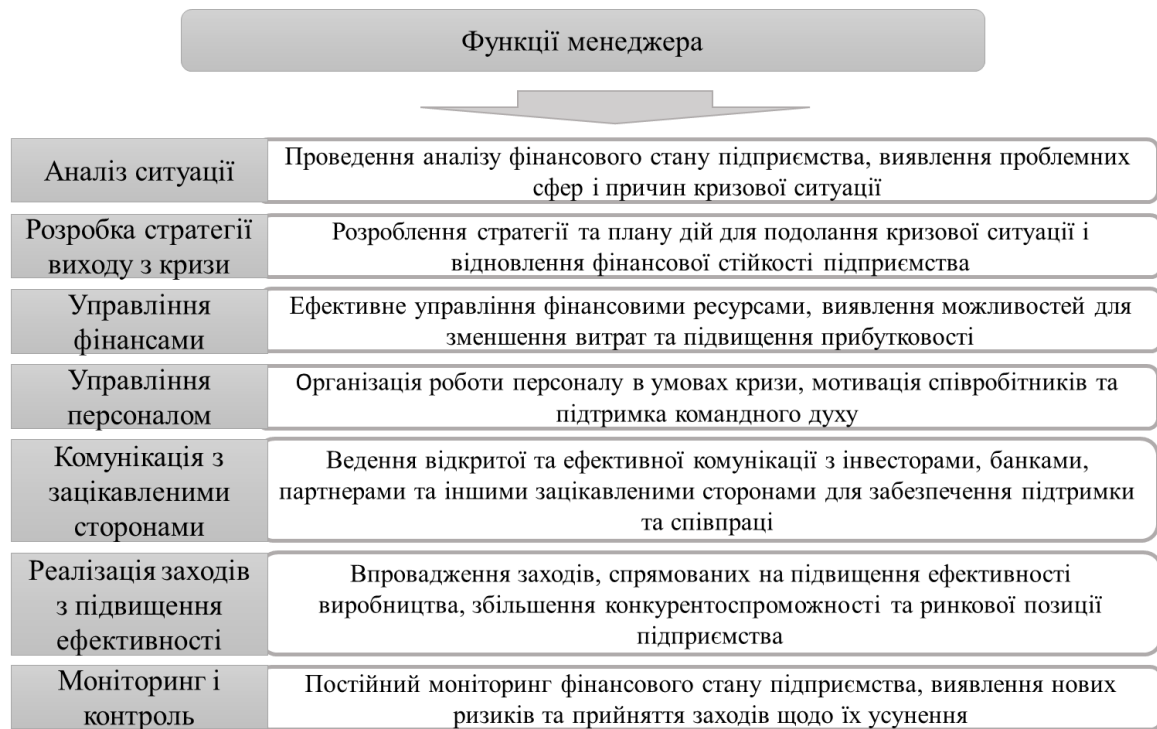 Функції менеджера
Аналіз ситуації
Проведення аналізу фінансового стану підприємства, виявлення проблемних
сфер і причин кризової ситуації
Розробка стратегії
виходу з кризи
Розроблення стратегії та плану дій для подолання кризової ситуації і
відновлення фінансової стійкості підприємства
Управління
фінансами
Ефективне управління фінансовими ресурсами, виявлення можливостей для
зменшення витрат та підвищення прибутковості
Управління
персоналом
Організація роботи персоналу в умовах кризи, мотивація співробітників та
підтримка командного духу
Комунікація з
зацікавленими
сторонами
Ведення відкритої та ефективної комунікації з інвесторами, банками,
партнерами та іншими зацікавленими сторонами для забезпечення підтримки
та співпраці
Реалізація заходів
з підвищення
ефективності
Впровадження заходів, спрямованих на підвищення ефективності
виробництва, збільшення конкурентоспроможності та ринкової позиції
підприємства
Моніторинг і
контроль
Постійний моніторинг фінансового стану підприємства, виявлення нових
ризиків та прийняття заходів щодо їх усунення